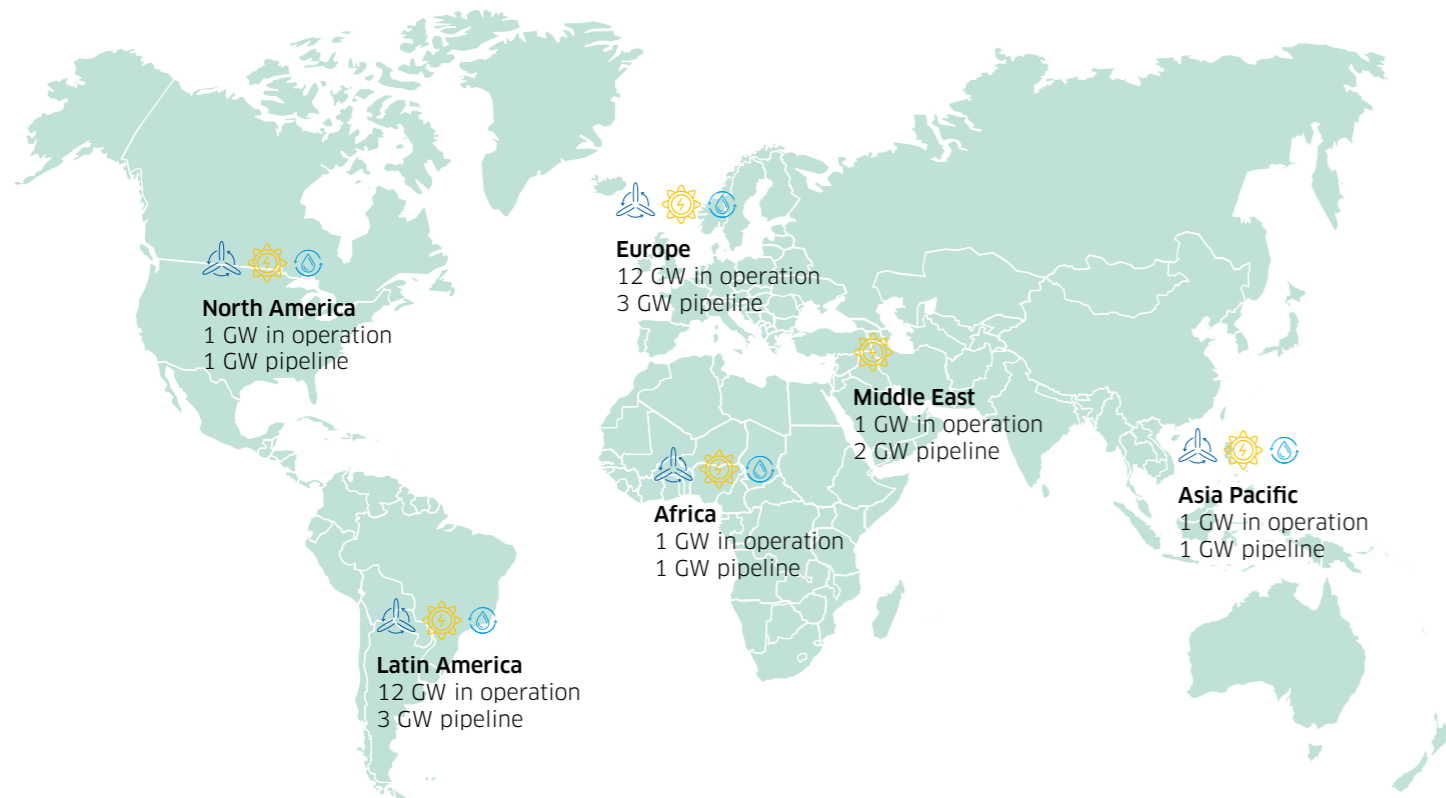 Europe
12 GW in operation
3 GW pipeline
North America
1 GW in operation
1 GW pipeline
Middle East
1 GW in operation
2 GW pipeline
Asia Pacific
1 GW in operation
1 GW pipeline
Africa
1 GW in operation
1 GW pipeline
Latin America
12 GW in operation
3 GW pipeline